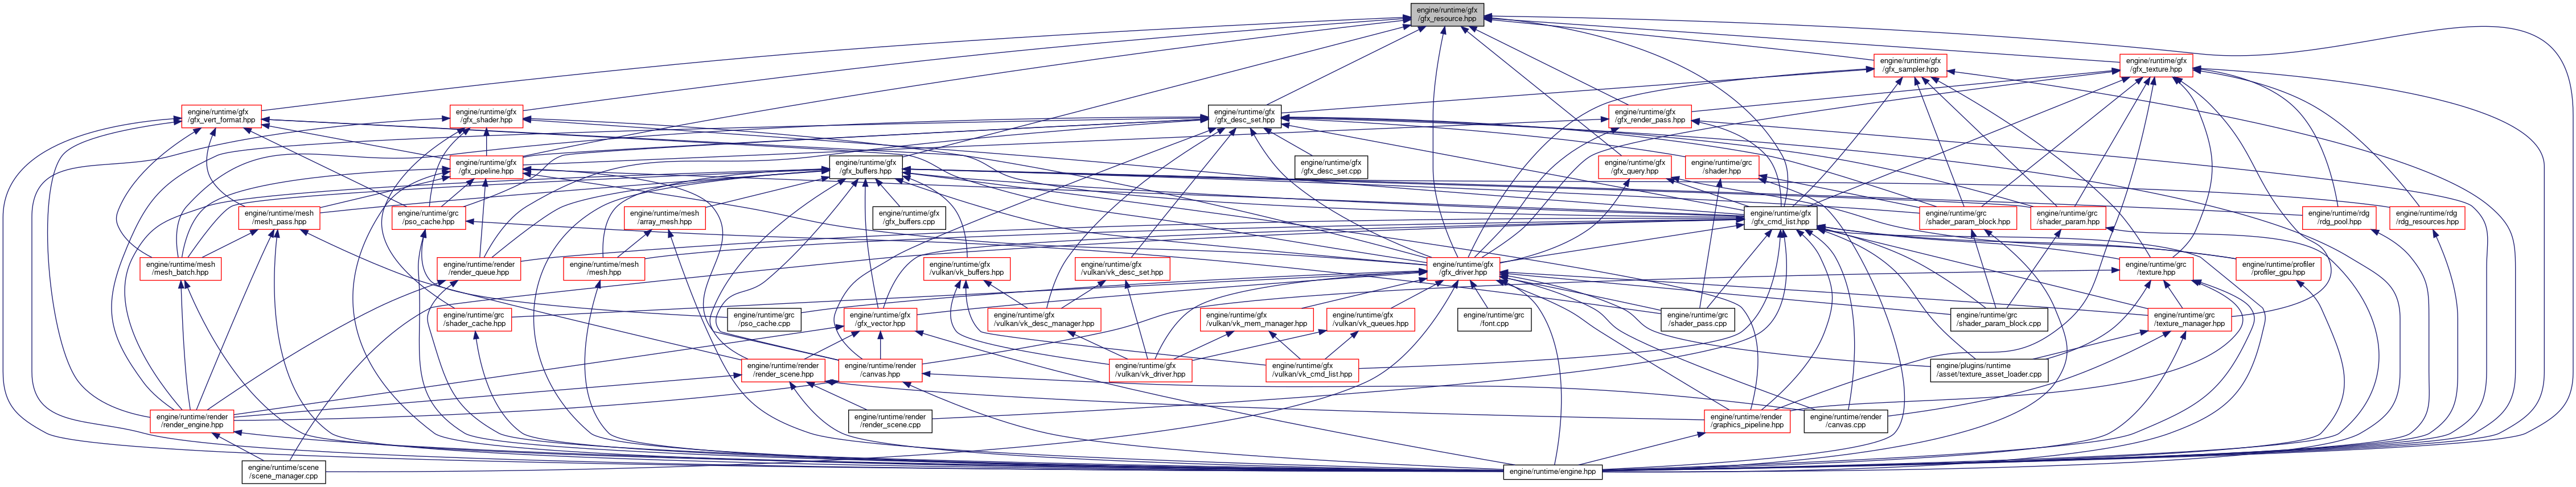 engine/runtime/gfx
/gfx_resource.hpp
engine/runtime/gfx
/gfx_sampler.hpp
engine/runtime/gfx
/gfx_texture.hpp
engine/runtime/gfx
/gfx_vert_format.hpp
engine/runtime/gfx
/gfx_shader.hpp
engine/runtime/gfx
/gfx_desc_set.hpp
engine/runtime/gfx
/gfx_render_pass.hpp
engine/runtime/gfx
/gfx_pipeline.hpp
engine/runtime/gfx
/gfx_buffers.hpp
engine/runtime/gfx
/gfx_desc_set.cpp
engine/runtime/gfx
/gfx_query.hpp
engine/runtime/grc
/shader.hpp
engine/runtime/mesh
/mesh_pass.hpp
engine/runtime/grc
/pso_cache.hpp
engine/runtime/mesh
/array_mesh.hpp
engine/runtime/gfx
/gfx_buffers.cpp
engine/runtime/gfx
/gfx_cmd_list.hpp
engine/runtime/grc
/shader_param_block.hpp
engine/runtime/grc
/shader_param.hpp
engine/runtime/rdg
/rdg_pool.hpp
engine/runtime/rdg
/rdg_resources.hpp
engine/runtime/mesh
/mesh_batch.hpp
engine/runtime/render
/render_queue.hpp
engine/runtime/mesh
/mesh.hpp
engine/runtime/gfx
/vulkan/vk_buffers.hpp
engine/runtime/gfx
/vulkan/vk_desc_set.hpp
engine/runtime/gfx
/gfx_driver.hpp
engine/runtime/grc
/texture.hpp
engine/runtime/profiler
/profiler_gpu.hpp
engine/runtime/grc
/shader_cache.hpp
engine/runtime/grc
/pso_cache.cpp
engine/runtime/gfx
/gfx_vector.hpp
engine/runtime/gfx
/vulkan/vk_desc_manager.hpp
engine/runtime/gfx
/vulkan/vk_mem_manager.hpp
engine/runtime/gfx
/vulkan/vk_queues.hpp
engine/runtime/grc
/font.cpp
engine/runtime/grc
/shader_pass.cpp
engine/runtime/grc
/shader_param_block.cpp
engine/runtime/grc
/texture_manager.hpp
engine/runtime/render
/render_scene.hpp
engine/runtime/render
/canvas.hpp
engine/runtime/gfx
/vulkan/vk_driver.hpp
engine/runtime/gfx
/vulkan/vk_cmd_list.hpp
engine/plugins/runtime
/asset/texture_asset_loader.cpp
engine/runtime/render
/render_engine.hpp
engine/runtime/render
/render_scene.cpp
engine/runtime/render
/graphics_pipeline.hpp
engine/runtime/render
/canvas.cpp
engine/runtime/scene
/scene_manager.cpp
engine/runtime/engine.hpp